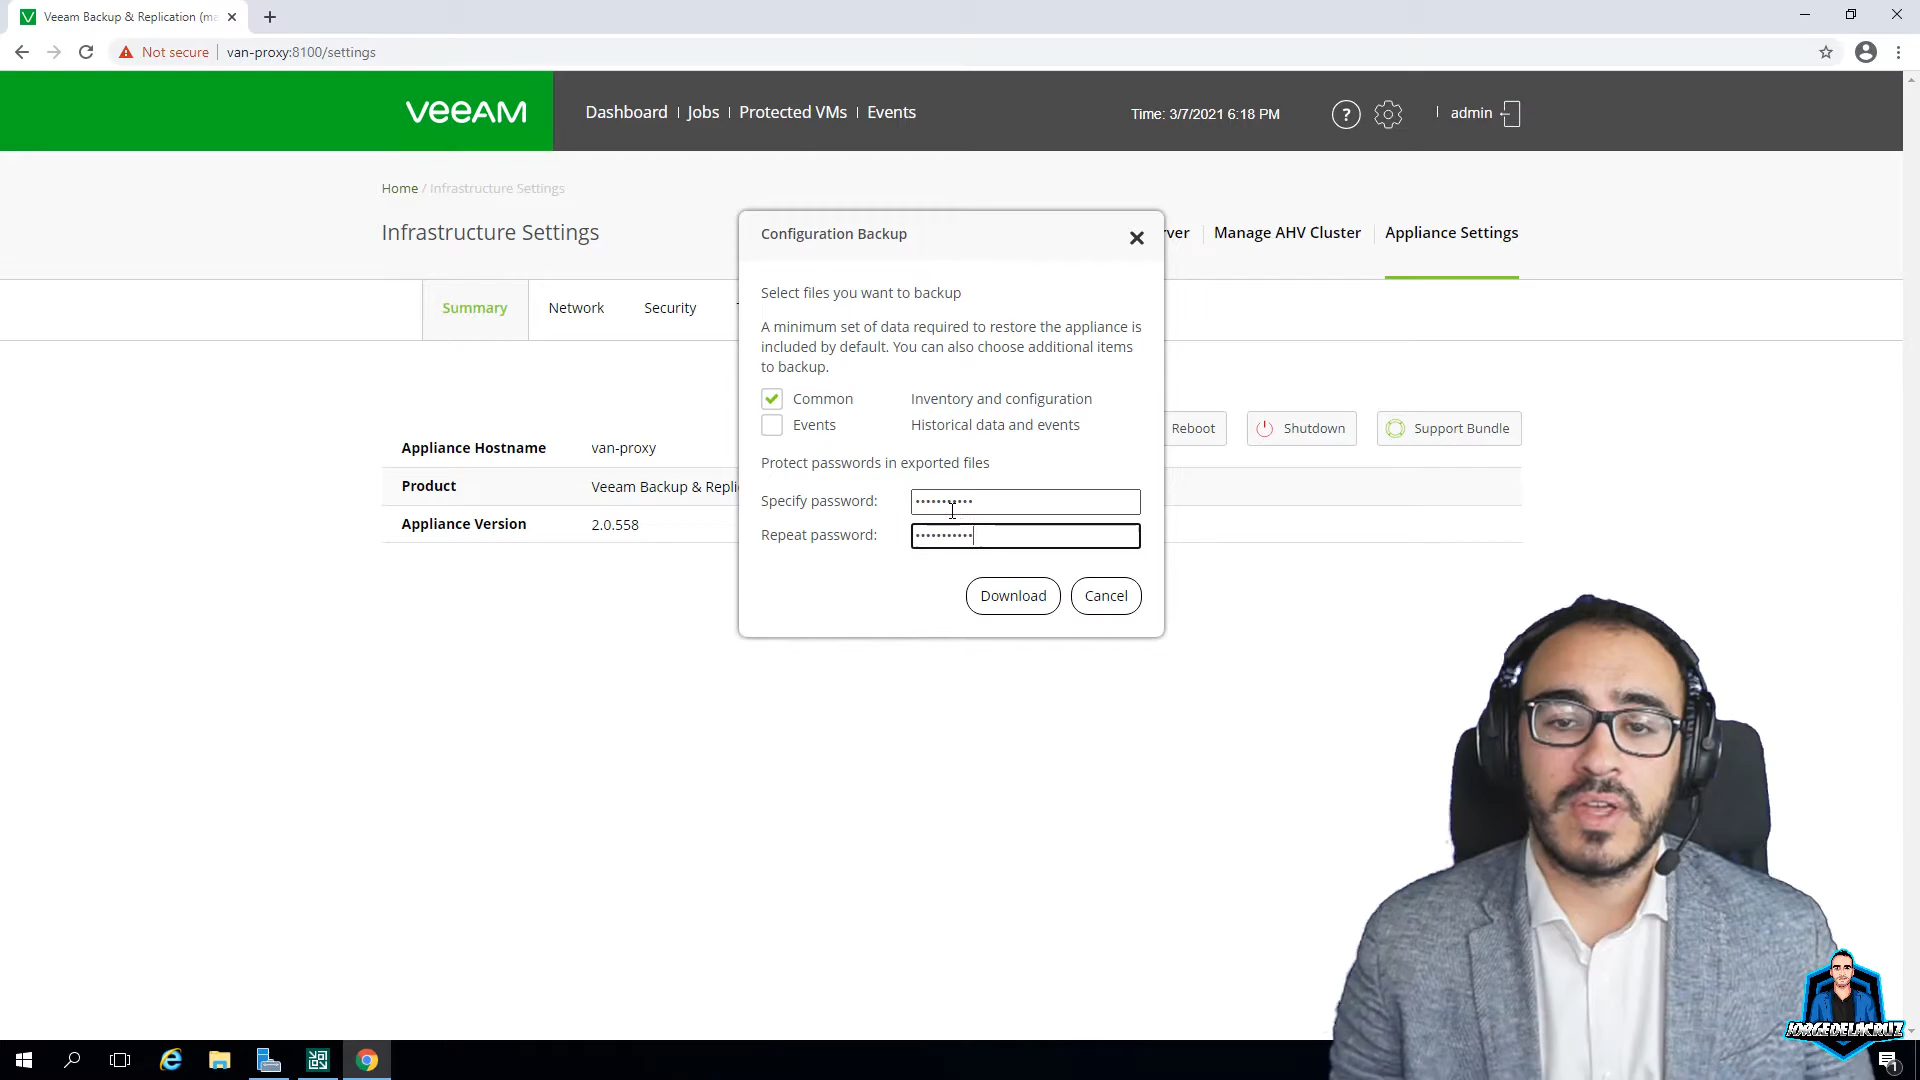 Veeam Backup & Replication (ma
Not secure
van-proxy:8100/settings
veeAM
Dashboard
Jobs
Protected VMs
Events
Time: 3/7/2021 6:18 PM
?
admin
Home / Infrastructure Settings
Infrastructure Settings
ver
Manage AHV Cluster
Appliance Settings
Summary
Network
Security
Configuration Backup
Select files you want to backup
A minimum set of data required to restore the appliance is
included by default. You can also choose additional items
to backup.
Common
Inventory and configuration
Events
Historical data and events
Protect passwords in exported files
Specify password:
Repeat password:
Download
Cancel
Reboot
Shutdown
Support Bundle
Appliance Hostname
van-proxy
Product
Veeam Backup & Repli
Appliance Version
2.0.558
JORGEDELACRUZ
1